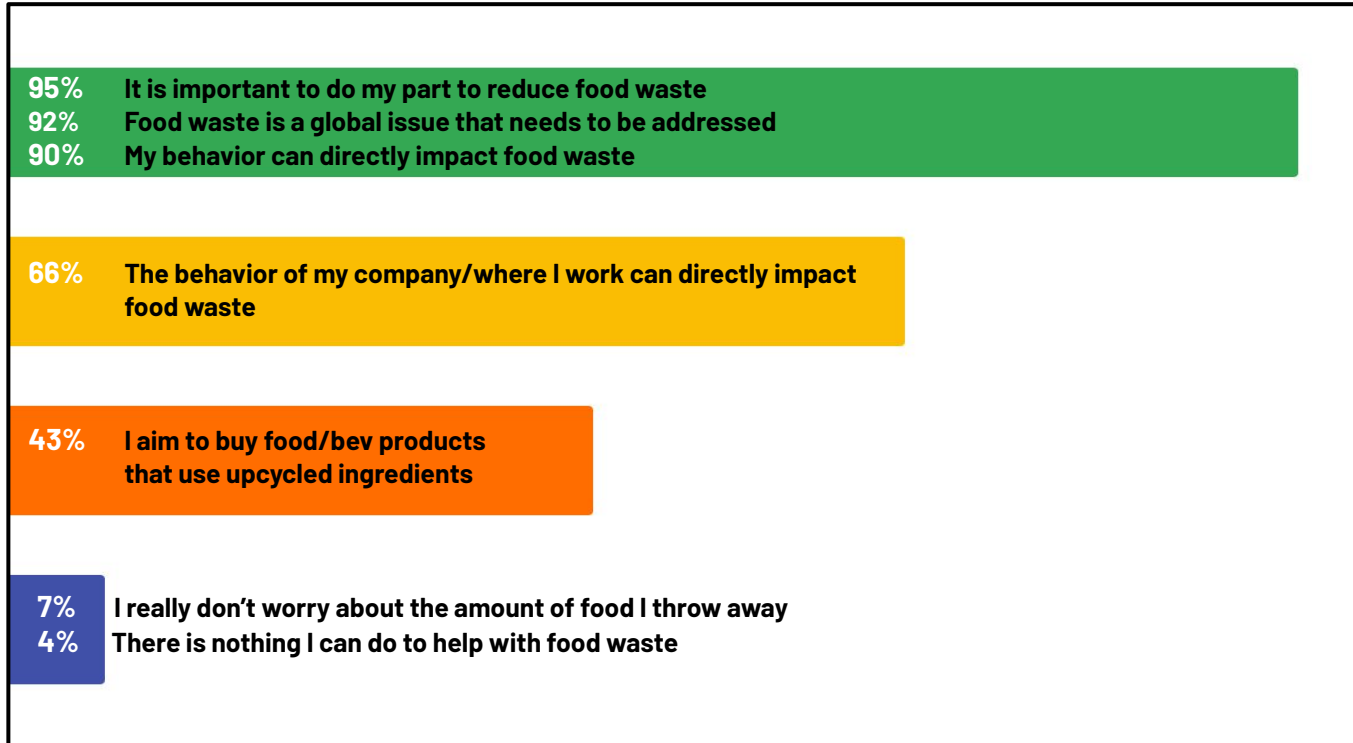 95% It is important to do my part to reduce food waste
92% Food waste is a global issue that needs to be addressed
90% My behavior can directly impact food waste
66% The behavior of my company/where I work can directly impact
food waste
43% I aim to buy food/bev products
that use upcycled ingredients
7% I really don’t worry about the amount of food I throw away
4% There is nothing I can do to help with food waste